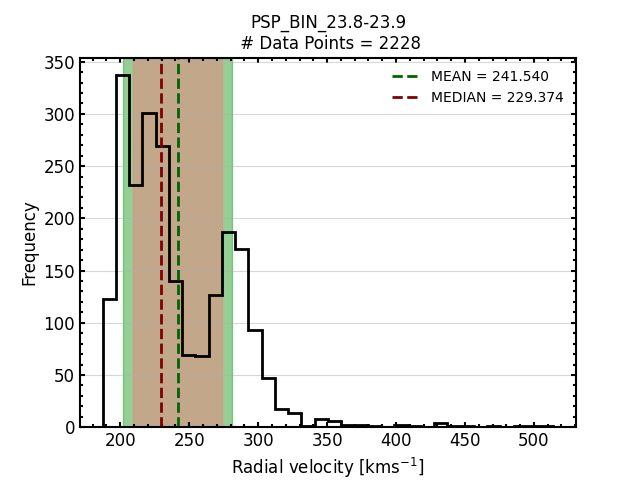 PSP_BIN_23.8-23.9
# Data Points = 2228
MEAN = 241.540
MEDIAN = 229.374
Frequency
350
300
250
200
150
100
50
0
200 250 300 350 400 450 500
Radial velocity [kms⁻¹]